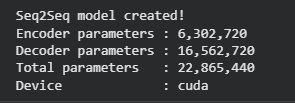 Seq2Seq model created!
Encoder parameters : 6,302,720
Decoder parameters : 16,562,720
Total parameters   : 22,865,440
Device             : cuda